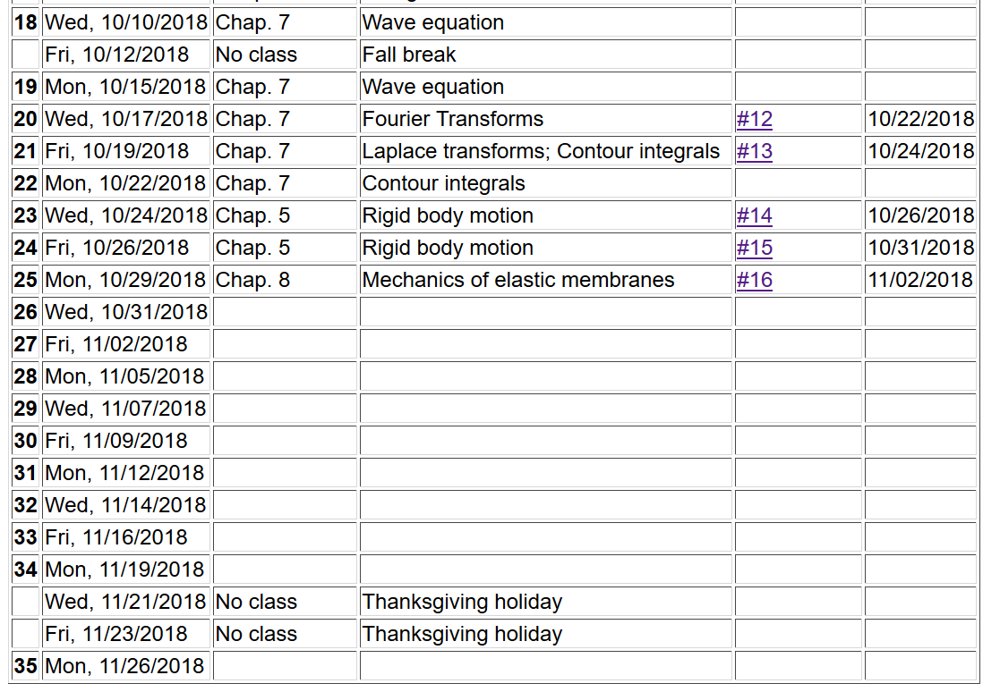 18 Wed, 10/10/2018 Chap. 7 Wave equation
Fri, 10/12/2018 No class Fall break
19 Mon, 10/15/2018 Chap. 7 Wave equation
20 Wed, 10/17/2018 Chap. 7 Fourier Transforms #12 10/22/2018
21 Fri, 10/19/2018 Chap. 7 Laplace transforms; Contour integrals #13 10/24/2018
22 Mon, 10/22/2018 Chap. 7 Contour integrals
23 Wed, 10/24/2018 Chap. 5 Rigid body motion #14 10/26/2018
24 Fri, 10/26/2018 Chap. 5 Rigid body motion #15 10/31/2018
25 Mon, 10/29/2018 Chap. 8 Mechanics of elastic membranes #16 11/02/2018
26 Wed, 10/31/2018
27 Fri, 11/02/2018
28 Mon, 11/05/2018
29 Wed, 11/07/2018
30 Fri, 11/09/2018
31 Mon, 11/12/2018
32 Wed, 11/14/2018
33 Fri, 11/16/2018
34 Mon, 11/19/2018
Wed, 11/21/2018 No class Thanksgiving holiday
Fri, 11/23/2018 No class Thanksgiving holiday
35 Mon, 11/26/2018